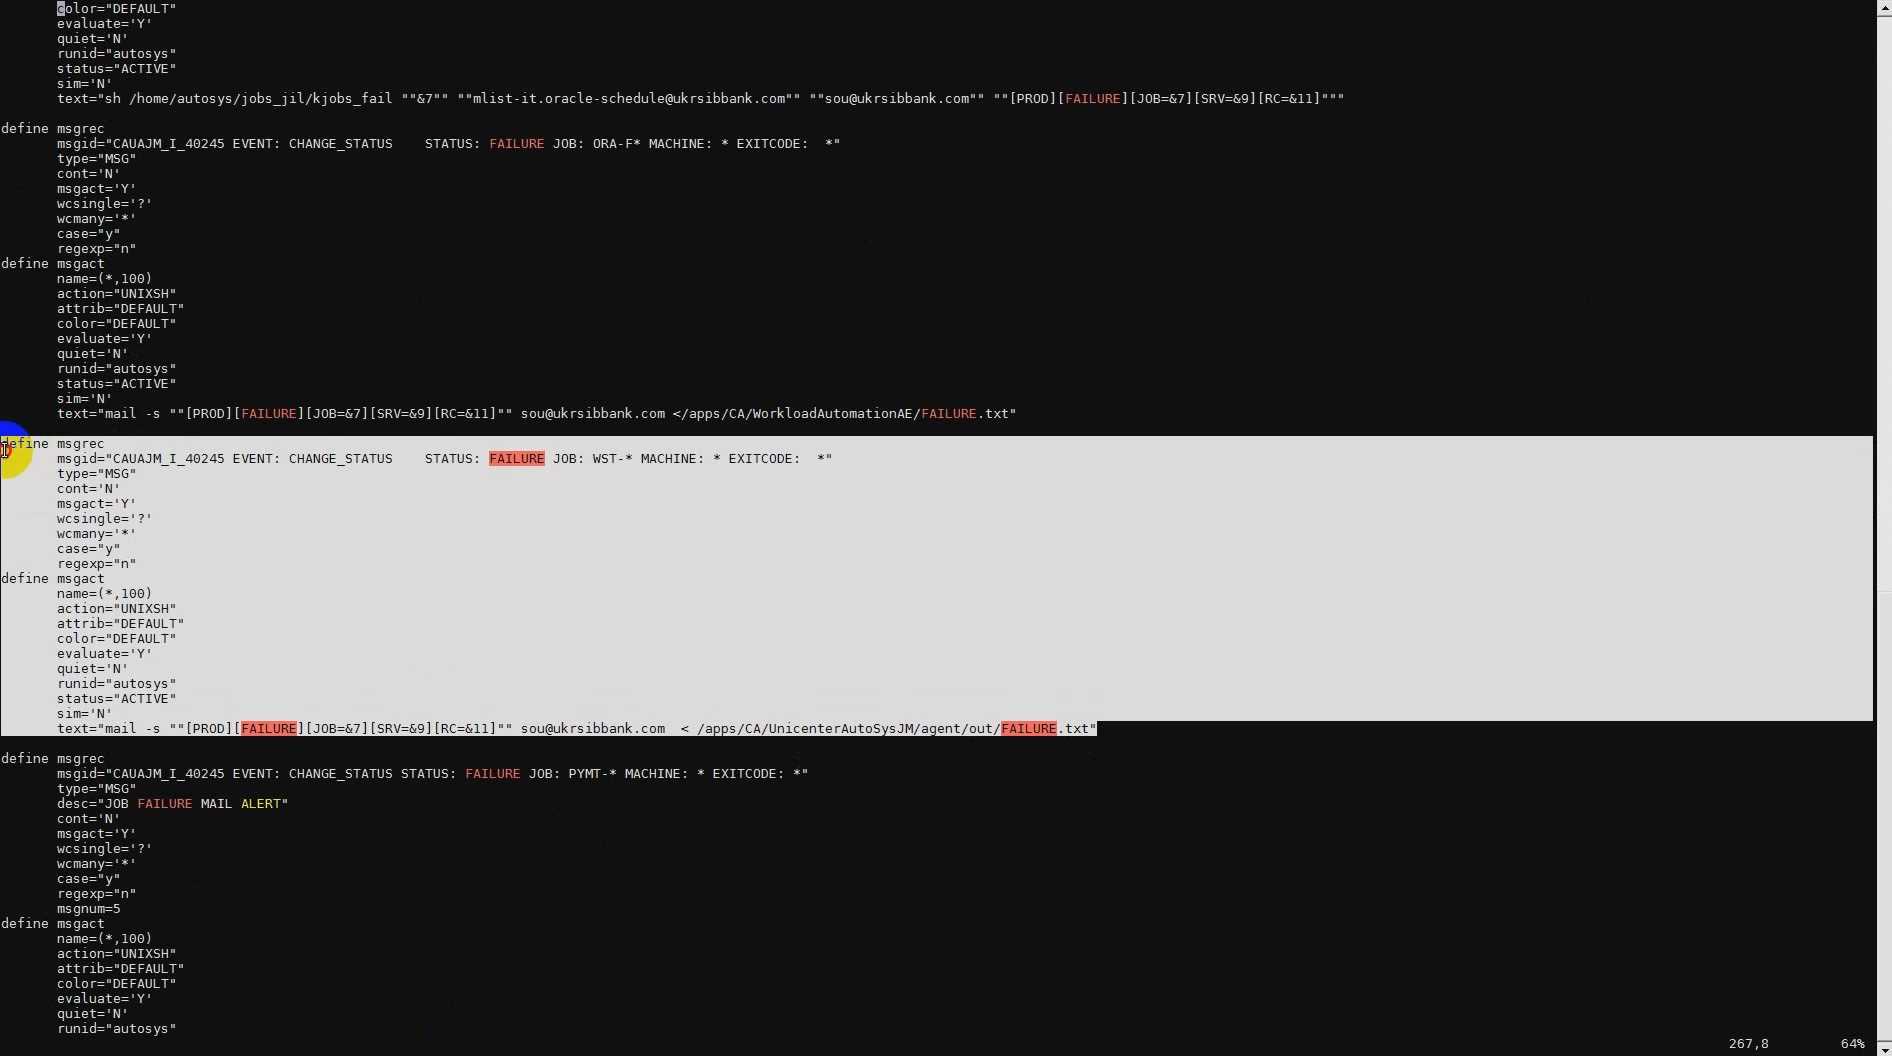 color="DEFAULT"
evaluate='Y'
quiet='N'
runid="autosys"
status="ACTIVE"
sim='N'
text="sh /home/autosys/jobs_jil/kjobs_fail ""&7"" ""mlist-it.oracle-schedule@ukrsibbank.com"" ""sou@ukrsibbank.com"" ""[PROD][FAILURE][JOB=&7][SRV=&9][RC=&11]"""
define msgrec
msgid="CAUAJM_I_40245 EVENT: CHANGE_STATUS    STATUS: FAILURE JOB: ORA-F* MACHINE: * EXITCODE:  *"
type="MSG"
cont='N'
msgact='Y'
wcsingle='?'
wcmany='*'
case="y"
regexp="n"
define msgact
name=(*,100)
action="UNIXSH"
attrib="DEFAULT"
color="DEFAULT"
evaluate='Y'
quiet='N'
runid="autosys"
status="ACTIVE"
sim='N'
text="mail -s ""[PROD][FAILURE][JOB=&7][SRV=&9][RC=&11]"" sou@ukrsibbank.com </apps/CA/WorkloadAutomationAE/FAILURE.txt"
define msgrec
msgid="CAUAJM_I_40245 EVENT: CHANGE_STATUS    STATUS: FAILURE JOB: WST-* MACHINE: * EXITCODE:  *"
type="MSG"
cont='N'
msgact='Y'
wcsingle='?'
wcmany='*'
case="y"
regexp="n"
define msgact
name=(*,100)
action="UNIXSH"
attrib="DEFAULT"
color="DEFAULT"
evaluate='Y'
quiet='N'
runid="autosys"
status="ACTIVE"
sim='N'
text="mail -s ""[PROD][FAILURE][JOB=&7][SRV=&9][RC=&11]"" sou@ukrsibbank.com  < /apps/CA/UnicenterAutoSysJM/agent/out/FAILURE.txt"
define msgrec
msgid="CAUAJM_I_40245 EVENT: CHANGE_STATUS STATUS: FAILURE JOB: PYMT-* MACHINE: * EXITCODE: *"
type="MSG"
desc="JOB FAILURE MAIL ALERT"
cont='N'
msgact='Y'
wcsingle='?'
wcmany='*'
case="y"
regexp="n"
msgnum=5
define msgact
name=(*,100)
action="UNIXSH"
attrib="DEFAULT"
color="DEFAULT"
evaluate='Y'
quiet='N'
runid="autosys"
267,8 64%